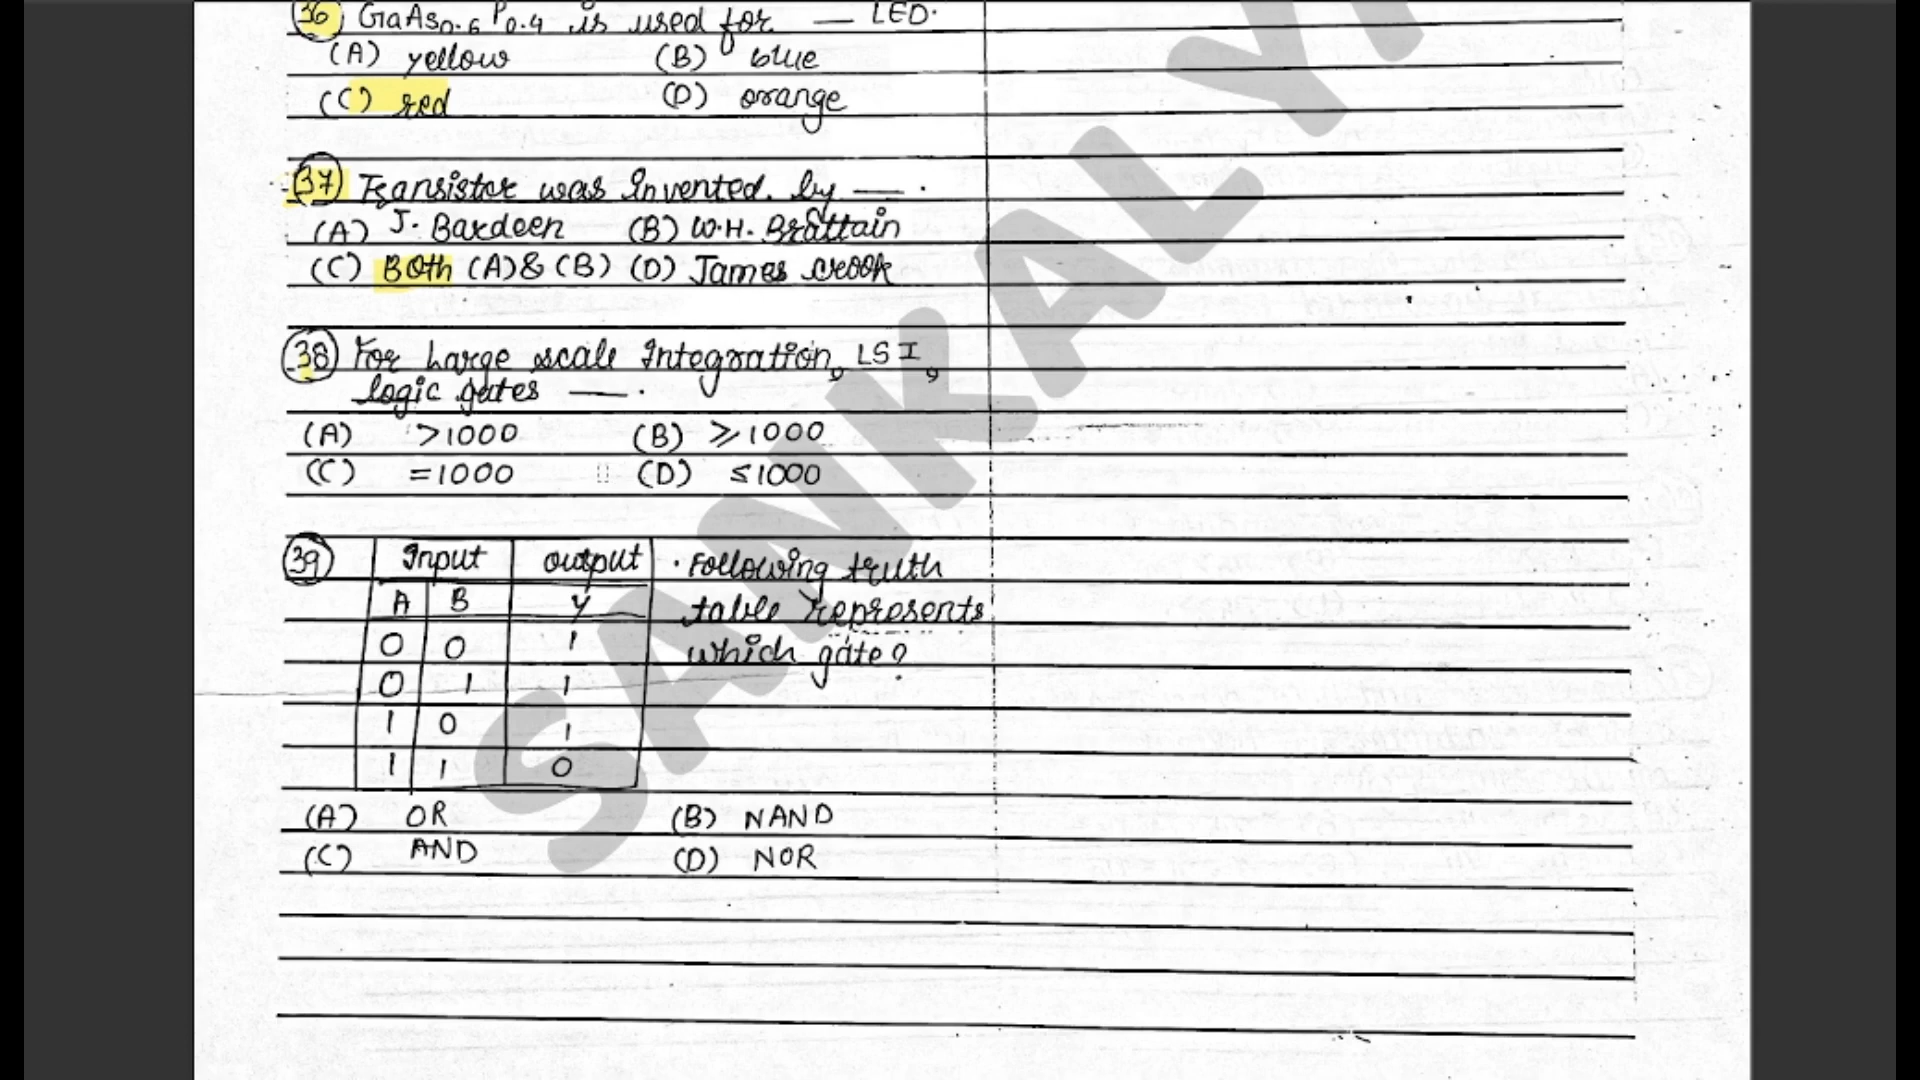 (36) GaAs0.6 P0.4 is used for — LED.
(A) yellow (B) blue
(C) red (D) orange
(37) Transistor was Invented. by — .
(A) J. Bardeen (B) W.H. Brattain
(C) Both (A) & (B) (D) James crook
(38) For Large scale Integration, LSI,
logic gates — .
(A) >1000 (B) ≥1000
(C) =1000 (D) ≤1000
(39) Input output . Following truth
A B Y table represents
0 0 1 which gate?
0 1 1
1 0 1
1 1 0
(A) OR (B) NAND
(C) AND (D) NOR
SANKALY